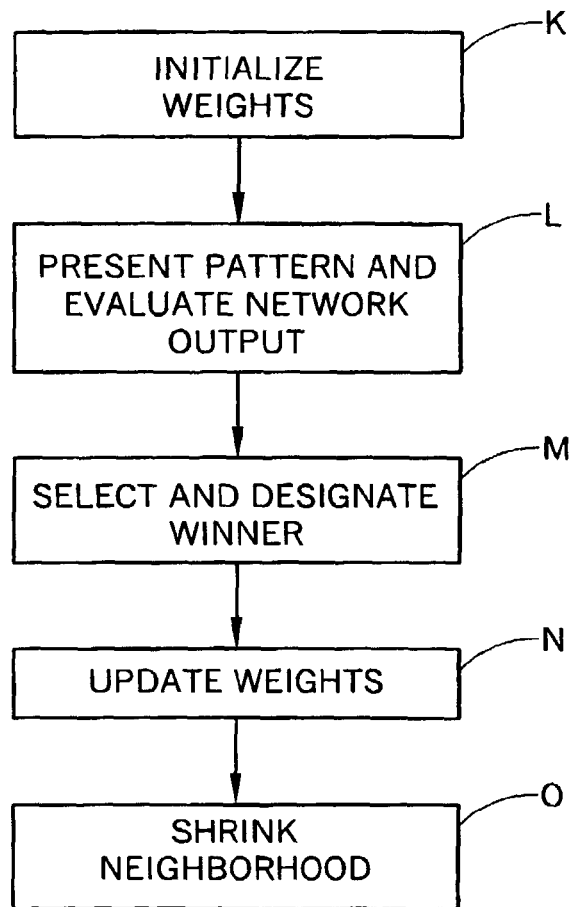 K
INITIALIZE
WEIGHTS
L
PRESENT PATTERN AND
EVALUATE NETWORK
OUTPUT
M
SELECT AND DESIGNATE
WINNER
N
UPDATE WEIGHTS
O
SHRINK
NEIGHBORHOOD